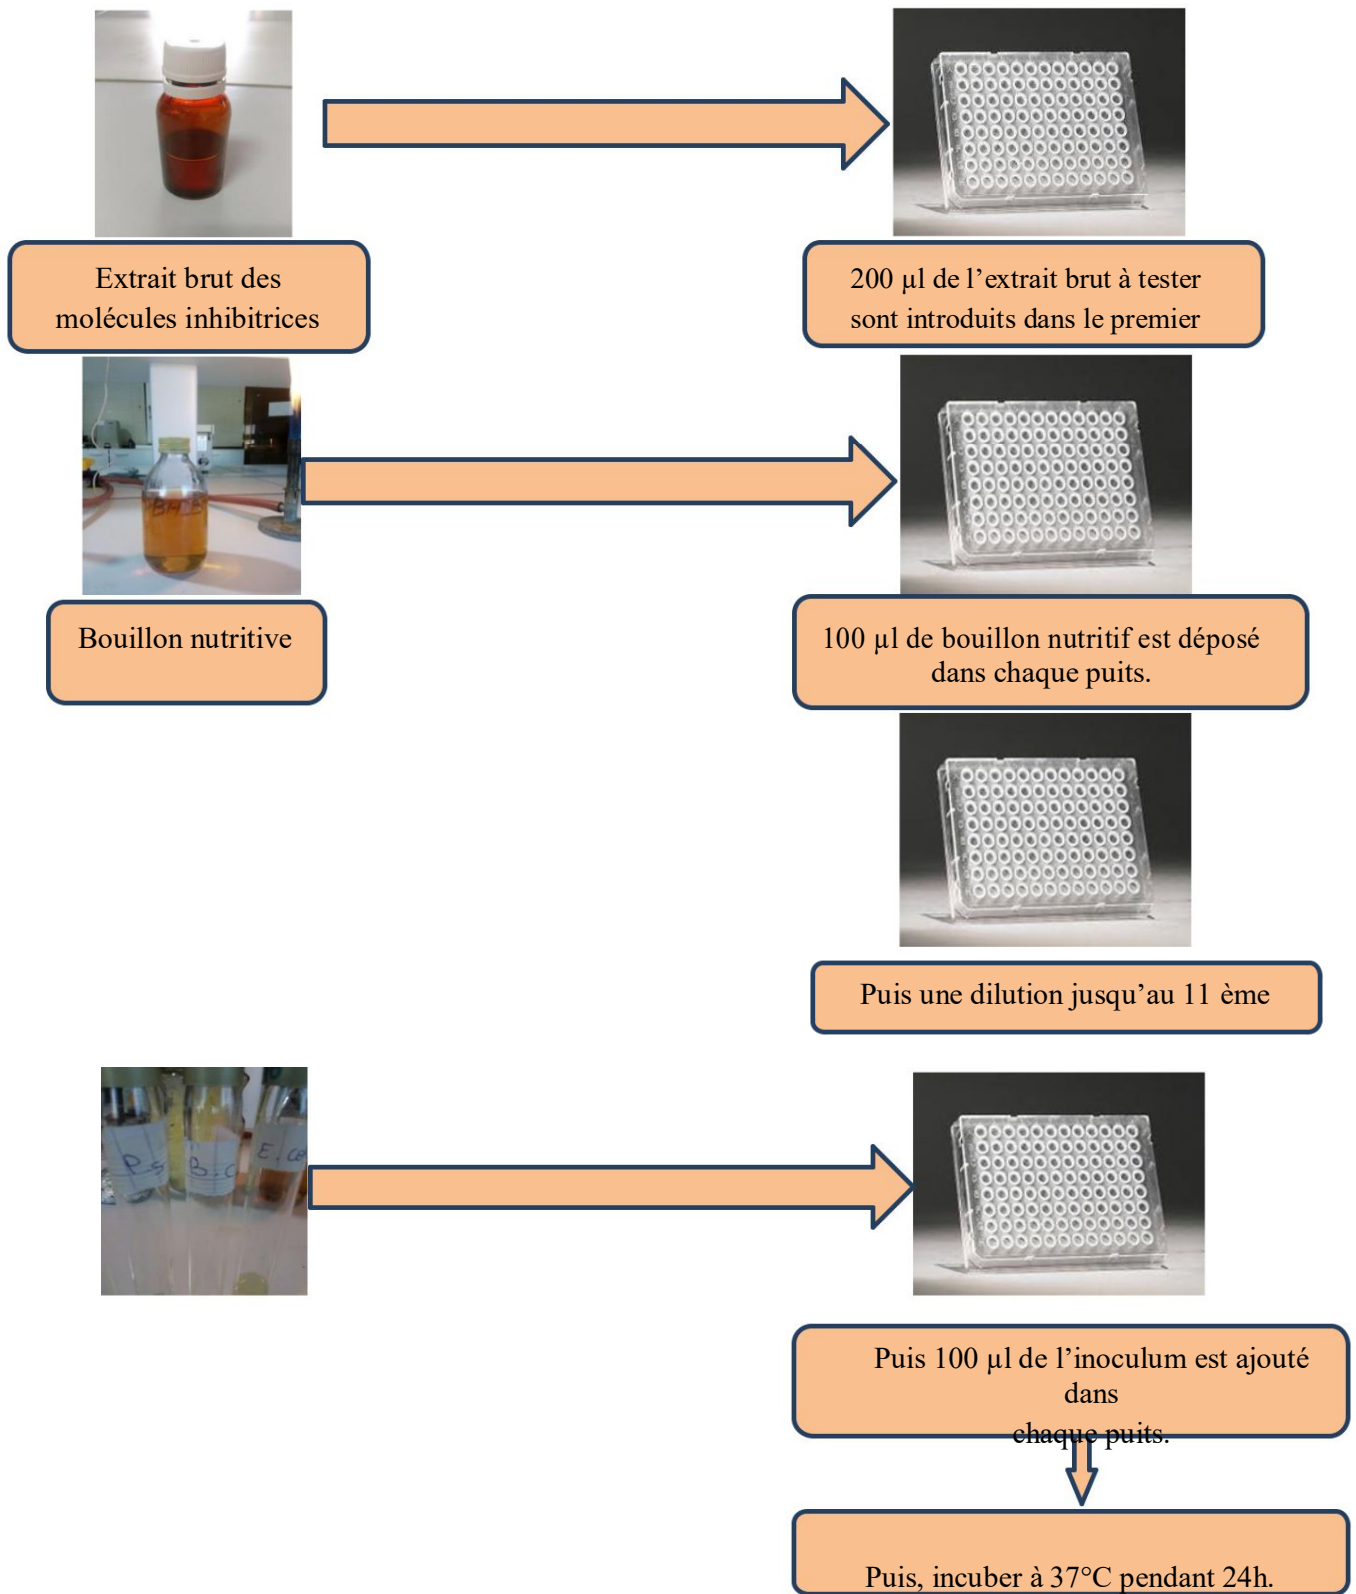 Extrait brut des
molécules inhibitrices
200 µl de l’extrait brut à tester
sont introduits dans le premier
BHIB
Bouillon nutritive
100 µl de bouillon nutritif est déposé
dans chaque puits.
Puis une dilution jusqu’au 11 ème
P.s
B.C
E. Co
Puis 100 µl de l’inoculum est ajouté
dans
chaque puits.
Puis, incuber à 37°C pendant 24h.